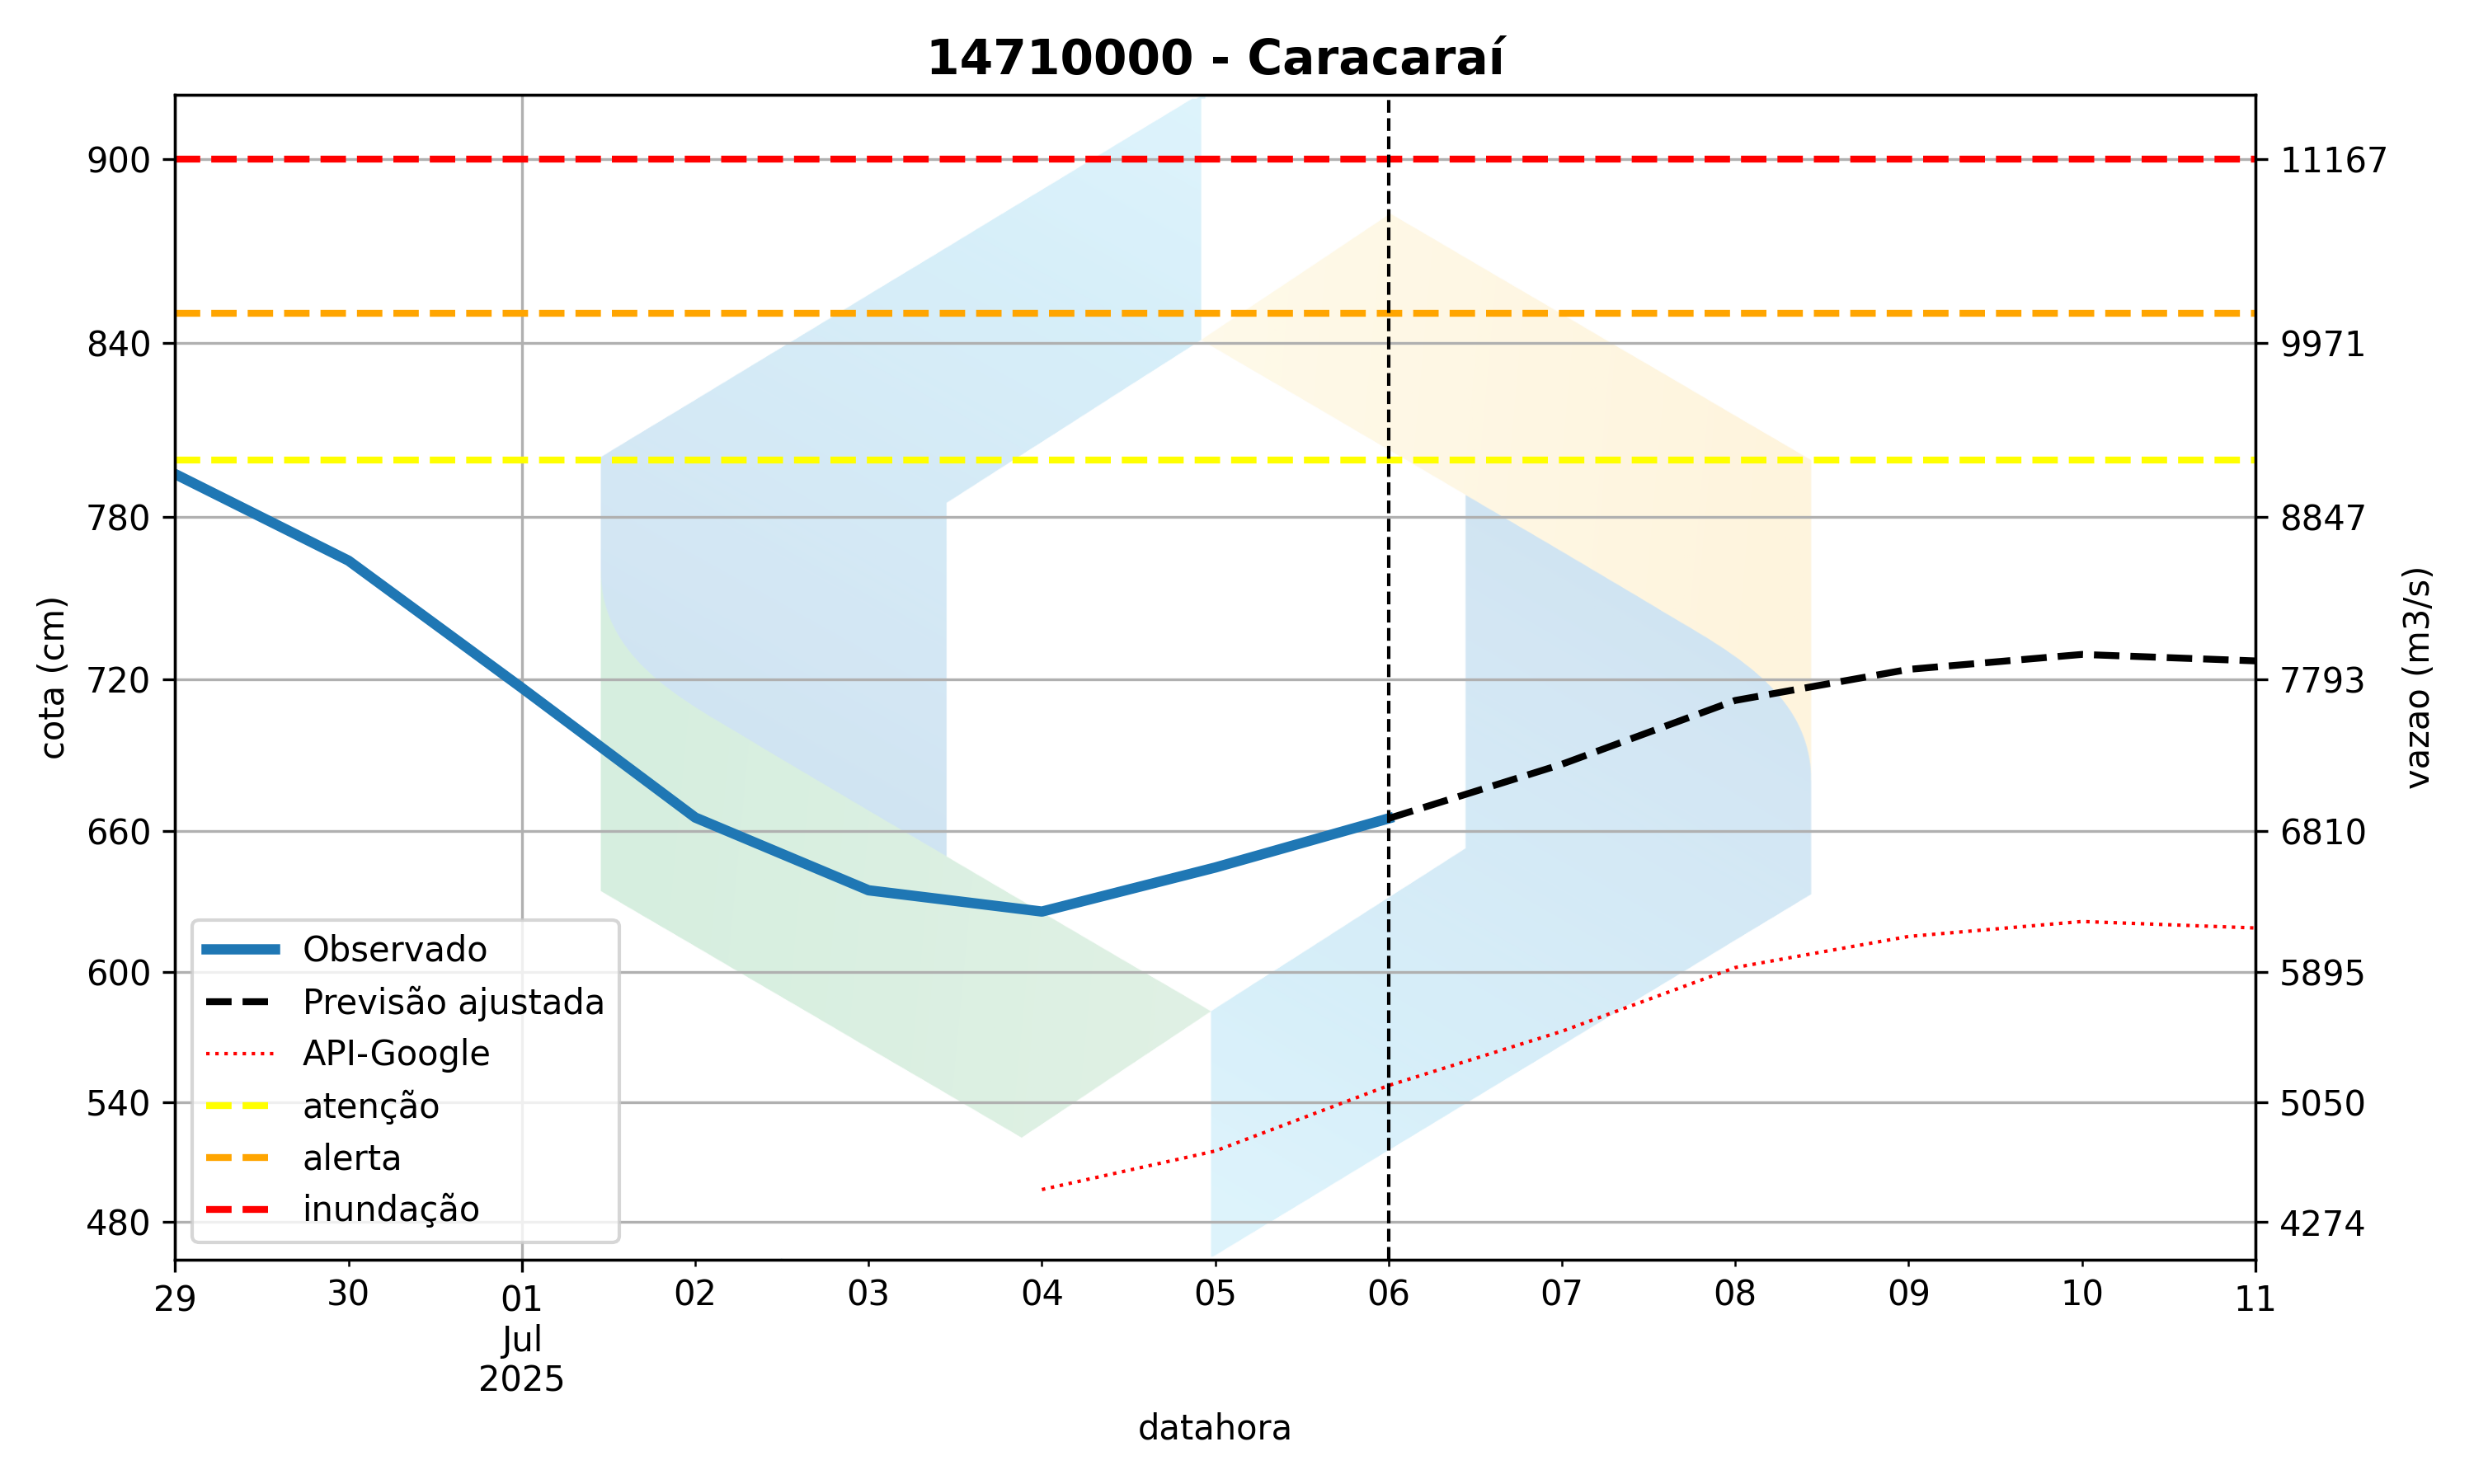 14710000 - Caracaraí
900
840
780
720
660
600
540
480
cota (cm)
11167
9971
8847
7793
6810
5895
5050
4274
vazao (m3/s)
Observado
Previsão ajustada
API-Google
atenção
alerta
inundação
29 30 01 02 03 04 05 06 07 08 09 10 11
Jul
2025
datahora